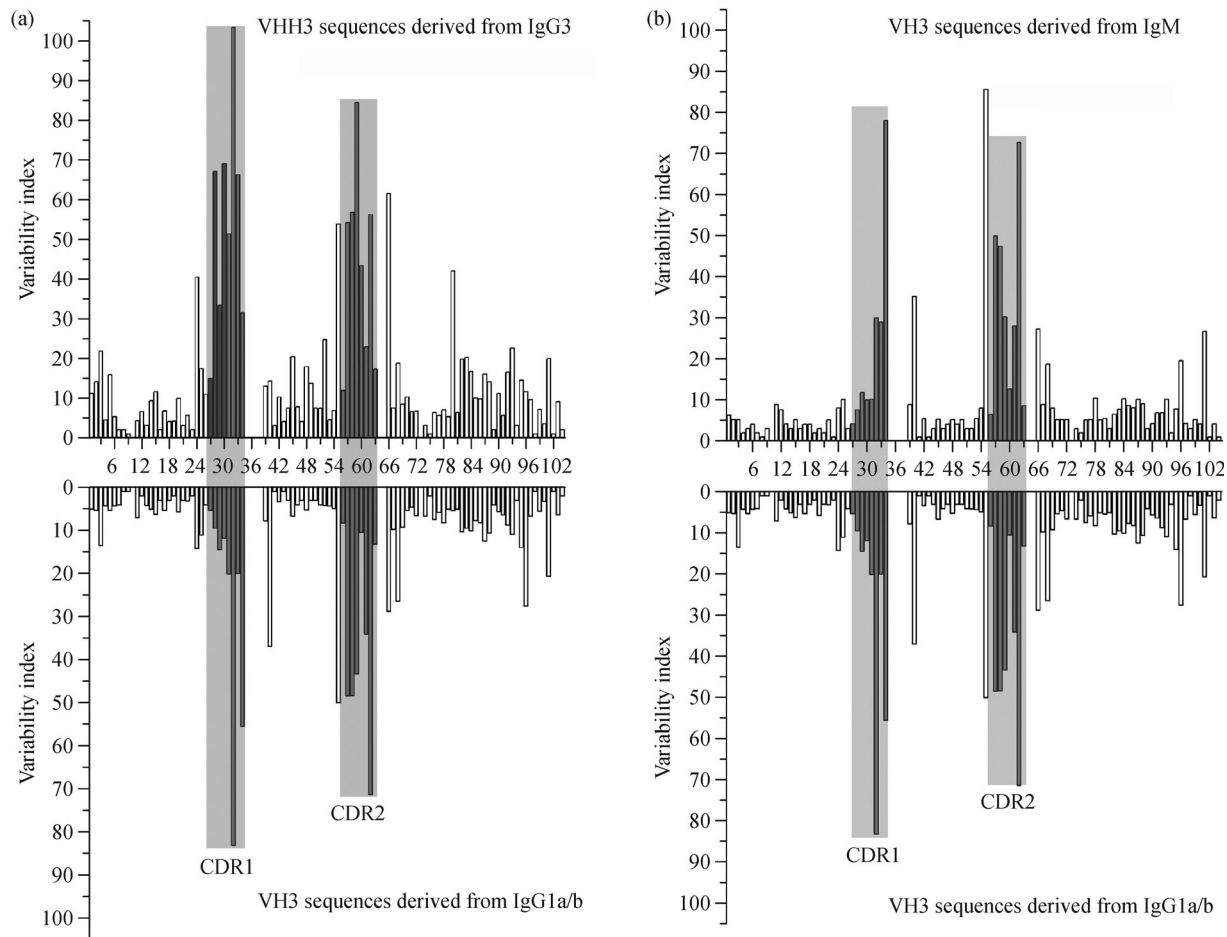 (a)
VHH3 sequences derived from IgG3
Variability index
100
90
80
70
60
50
40
30
20
10
0
6 12 18 24 30 36 42 48 54 60 66 72 78 84 90 96 102
0
10
20
30
40
50
60
70
80
90
100
Variability index
CDR1
CDR2
VH3 sequences derived from IgG1a/b
(b)
VH3 sequences derived from IgM
Variability index
100
90
80
70
60
50
40
30
20
10
0
6 12 18 24 30 36 42 48 54 60 66 72 78 84 90 96 102
0
10
20
30
40
50
60
70
80
90
100
Variability index
CDR1
CDR2
VH3 sequences derived from IgG1a/b